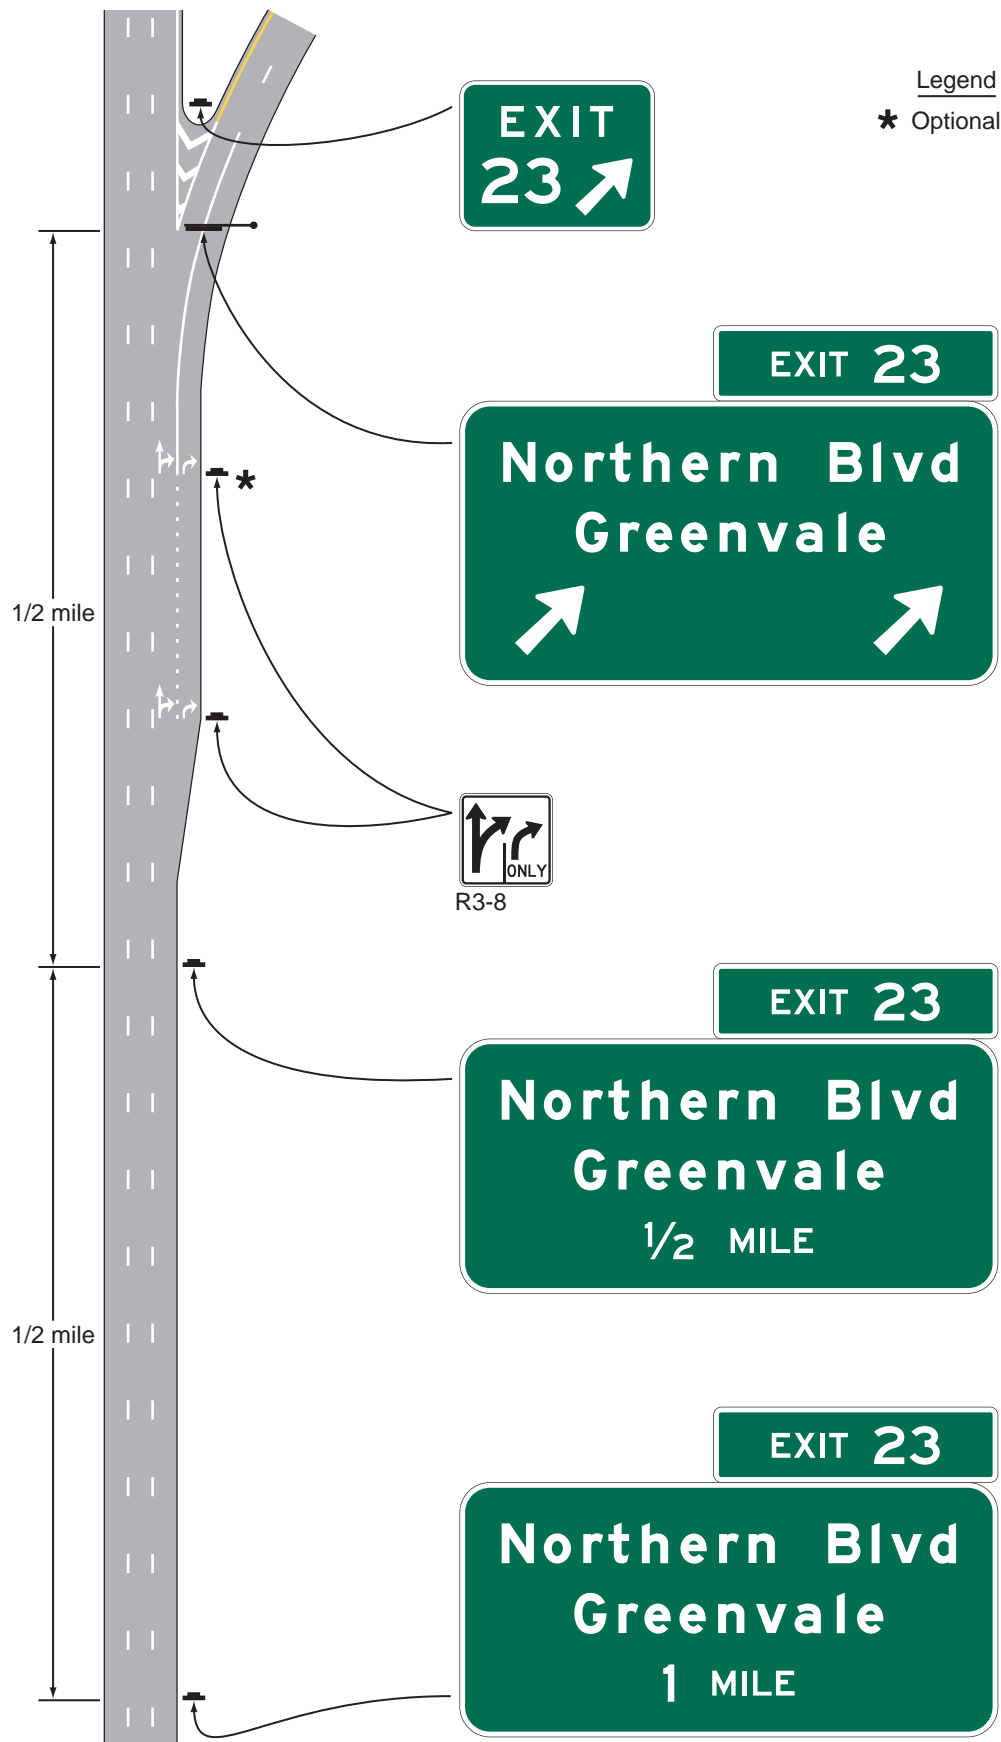 Legend
* Optional
EXIT
23
EXIT 23
Northern Blvd
Greenvale
*
1/2 mile
ONLY
R3-8
EXIT 23
Northern Blvd
Greenvale
1/2 MILE
1/2 mile
EXIT 23
Northern Blvd
Greenvale
1 MILE